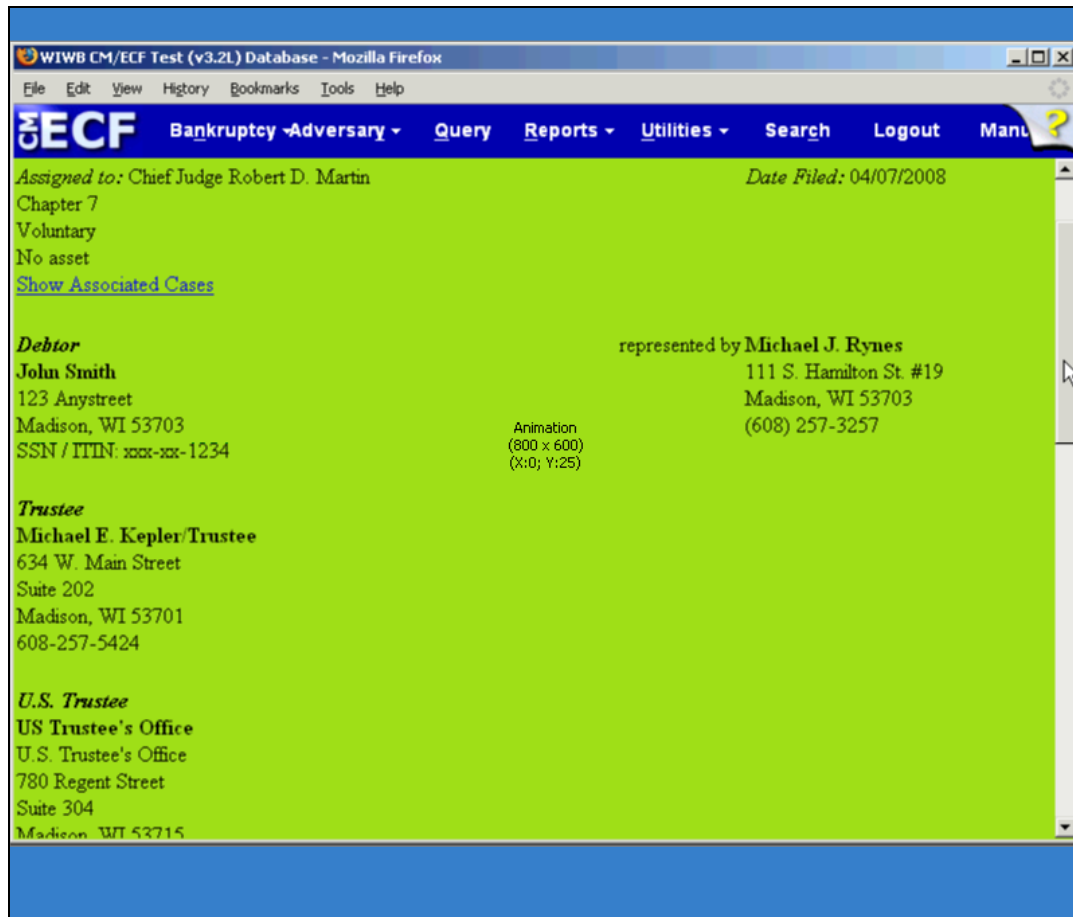 WIWB CM/ECF Test (v3.2L) Database - Mozilla Firefox
File Edit View History Bookmarks Tools Help
CM ECF Bankruptcy Adversary Query Reports Utilities Search Logout Manu ?
Assigned to: Chief Judge Robert D. Martin Date Filed: 04/07/2008
Chapter 7
Voluntary
No asset
Show Associated Cases
Debtor represented by Michael J. Rynes
John Smith 111 S. Hamilton St. #19
123 Anystreet Madison, WI 53703
Madison, WI 53703 (608) 257-3257
SSN / ITIN: xxx-xx-1234
Animation
(800 x 600)
(X:0; Y:25)
Trustee
Michael E. Kepler/Trustee
634 W. Main Street
Suite 202
Madison, WI 53701
608-257-5424
U.S. Trustee
US Trustee's Office
U.S. Trustee's Office
780 Regent Street
Suite 304
Madison, WI 53715